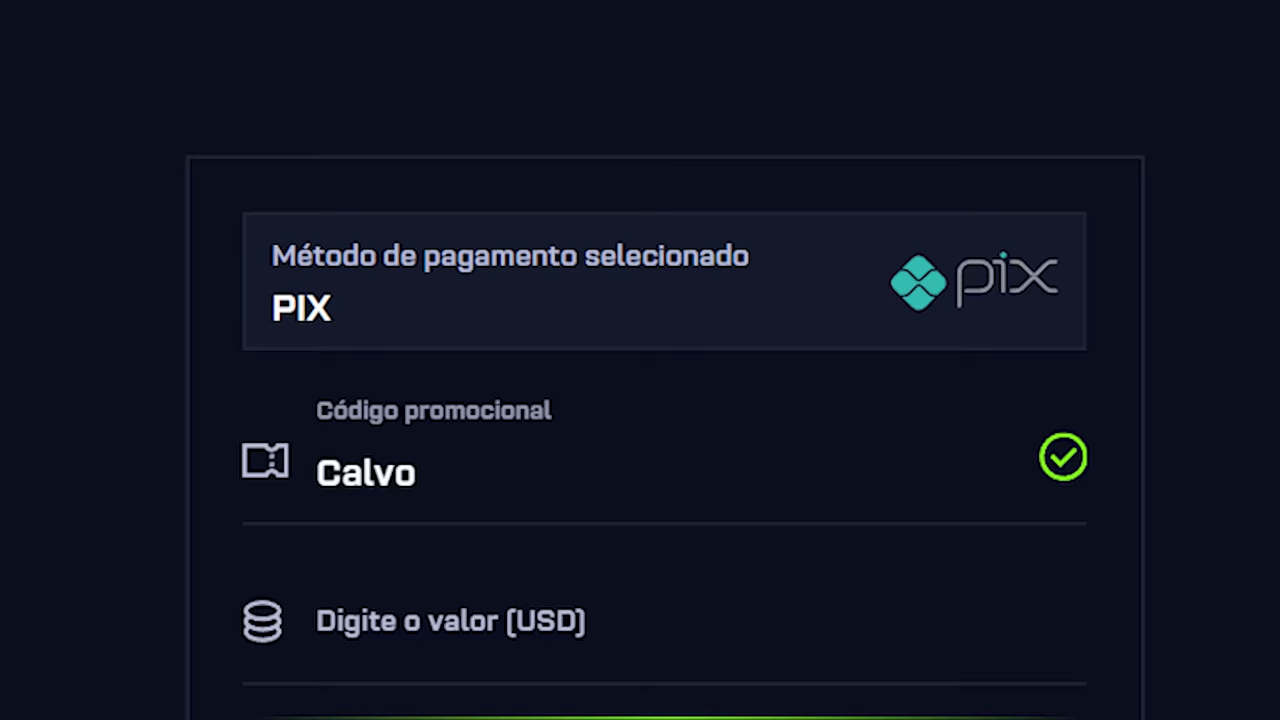 Método de pagamento selecionado
PIX
pix
Código promocional
Calvo
Digite o valor (USD)